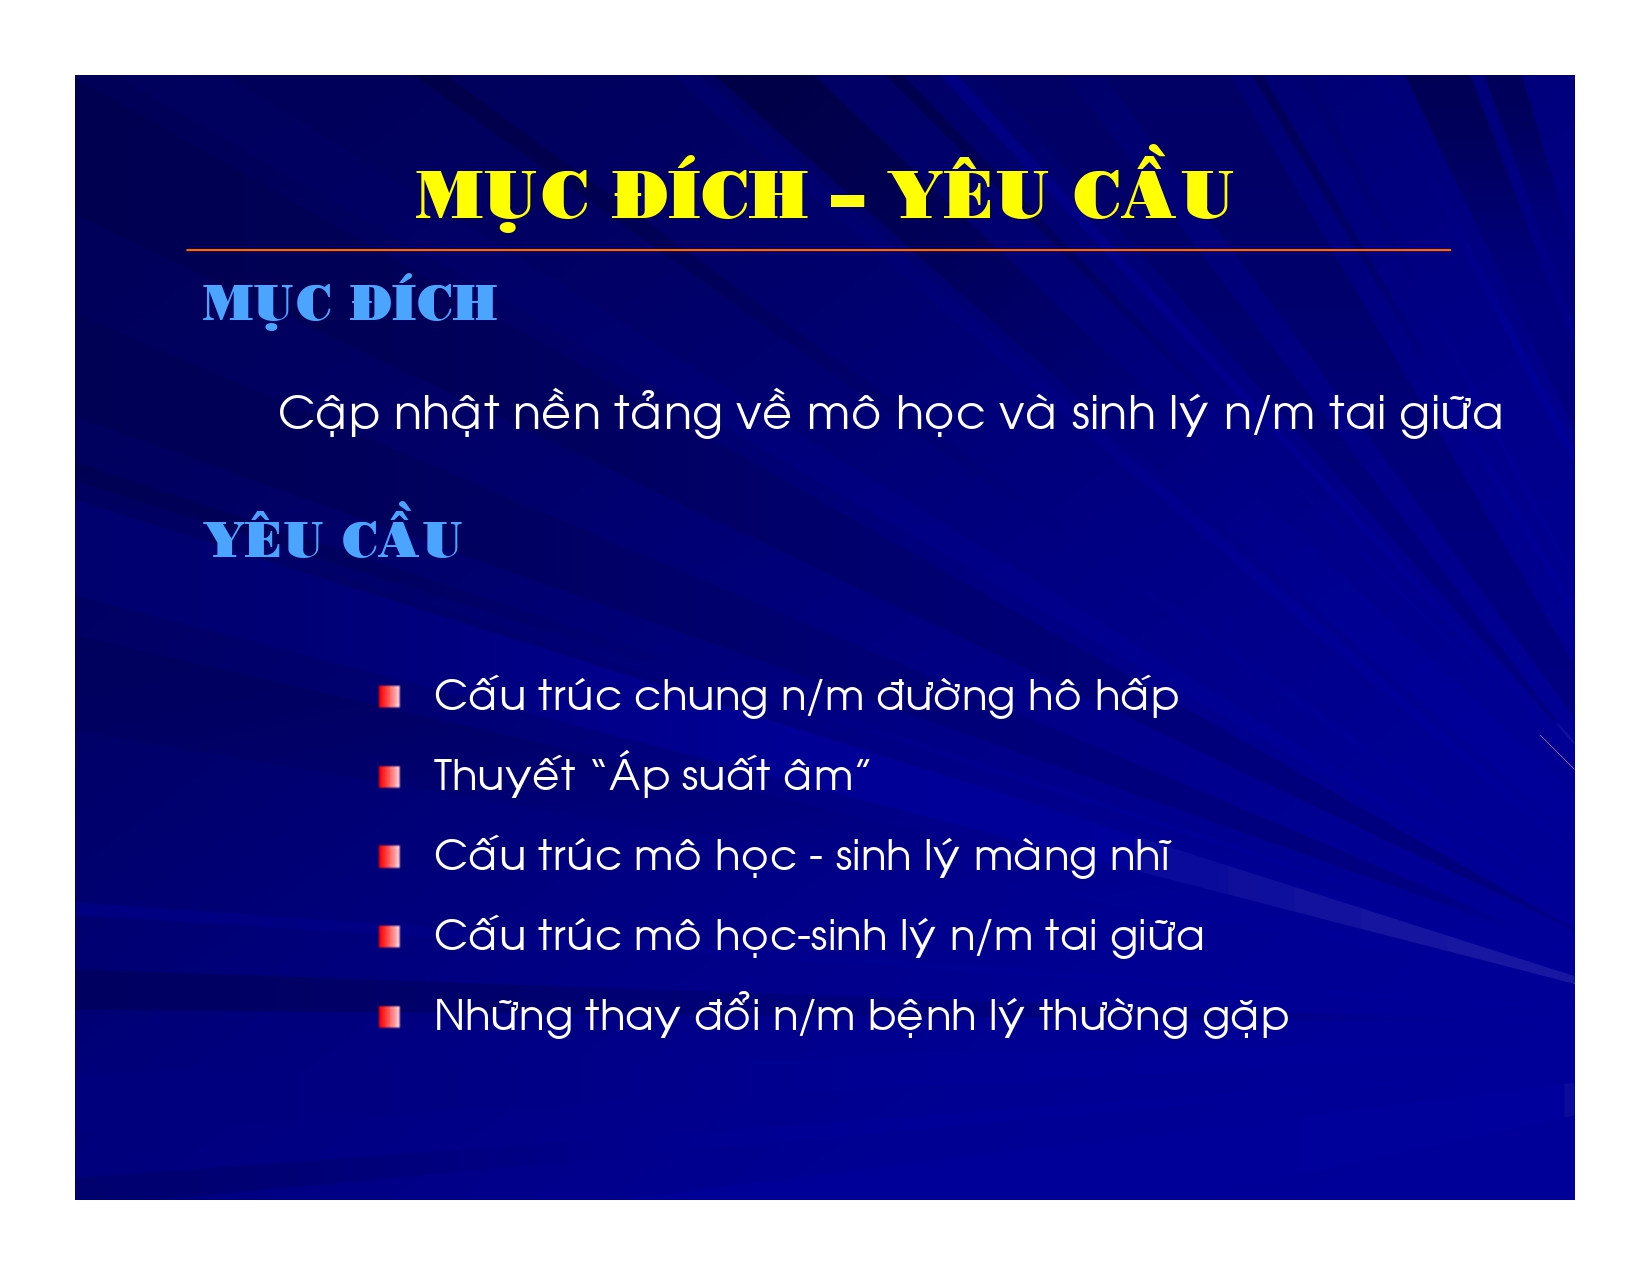 MỤC ĐÍCH – YÊU CẦU
MỤC ĐÍCH
Cập nhật nền tảng về mô học và sinh lý n/m tai giữa
YÊU CẦU
Cấu trúc chung n/m đường hô hấp
Thuyết “Áp suất âm”
Cấu trúc mô học - sinh lý màng nhĩ
Cấu trúc mô học-sinh lý n/m tai giữa
Những thay đổi n/m bệnh lý thường gặp